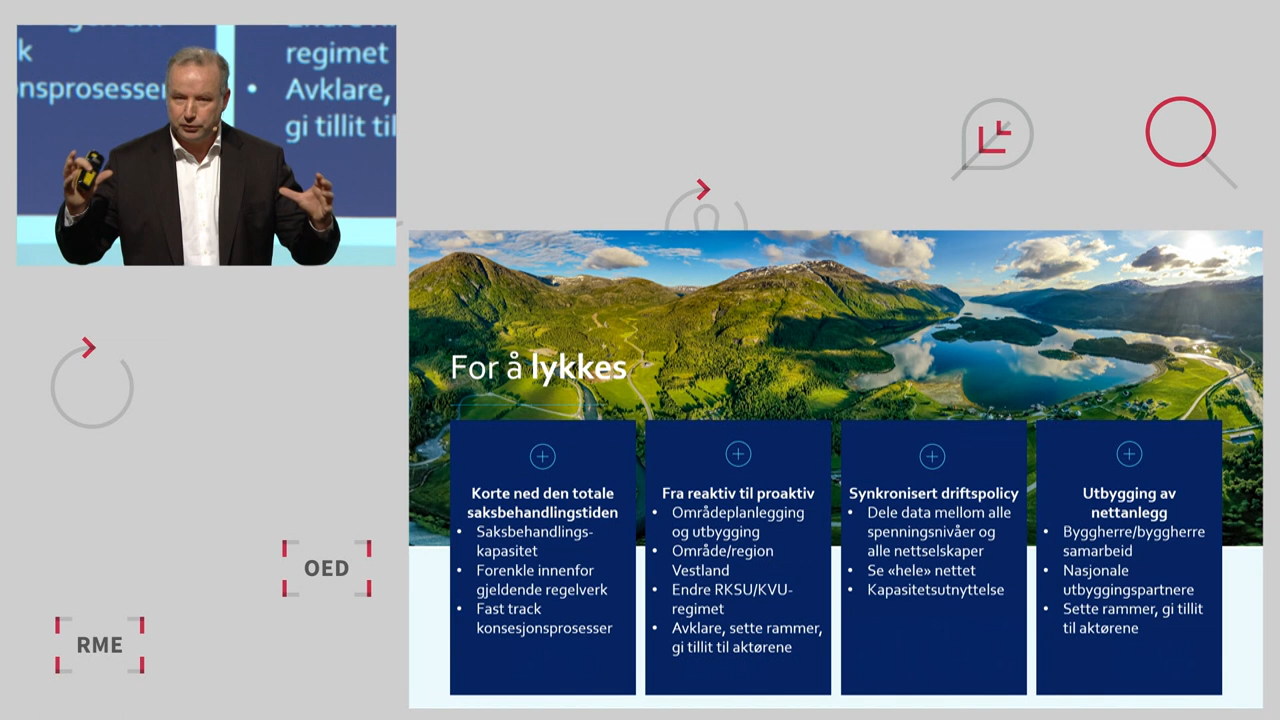 k
regimet
nsprosesser
• Avklare,
gi tillit til
OED
RME
For å lykkes
Korte ned den totale
saksbehandlingstiden
• Saksbehandlings-
kapasitet
• Forenkle innenfor
gjeldende regelverk
• Fast track
konsesjonsprosesser
Fra reaktiv til proaktiv
• Områdeplanlegging
og utbygging
• Område/region
Vestland
• Endre RKSU/KVU-
regimet
• Avklare, sette rammer,
gi tillit til aktørene
Synkronisert driftspolicy
• Dele data mellom alle
spenningsnivåer og
alle nettselskaper
• Se «hele» nettet
• Kapasitetsutnyttelse
Utbygging av
nettanlegg
• Byggherre/byggherre
samarbeid
• Nasjonale
utbyggingspartnere
• Sette rammer, gi tillit
til aktørene